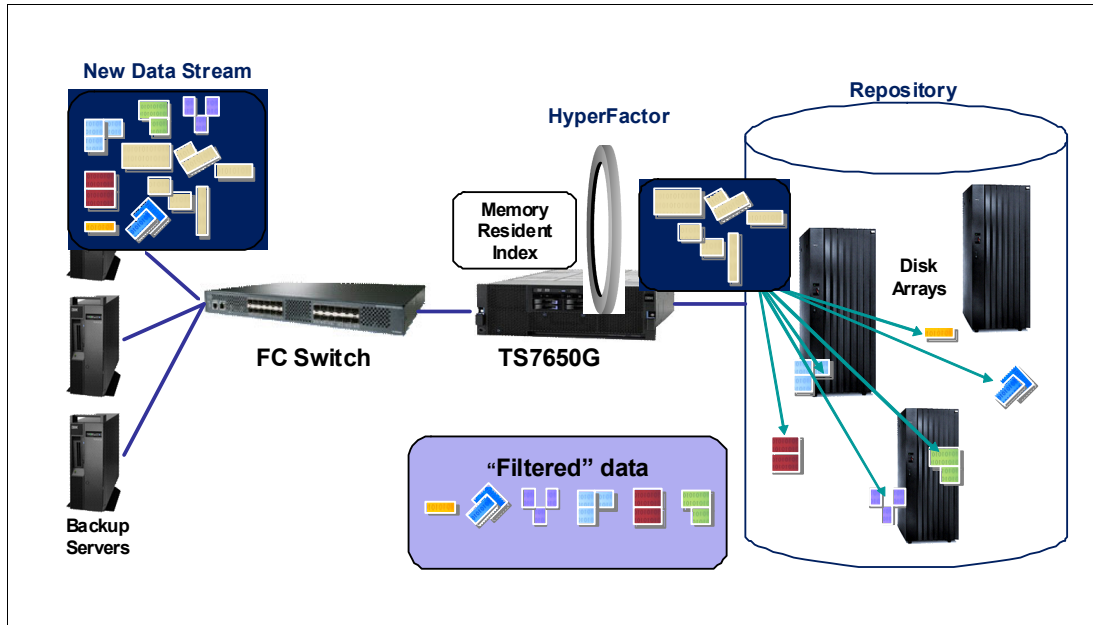 New Data Stream
Repository
HyperFactor
Memory
Resident
Index
Disk
Arrays
FC Switch
TS7650G
“Filtered” data
Backup
Servers